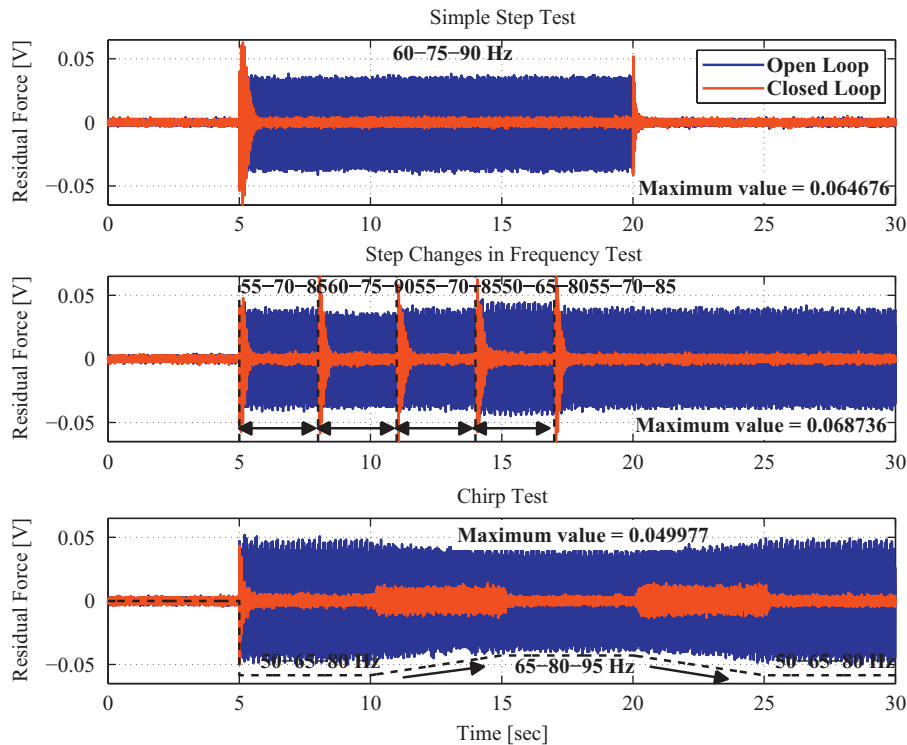 Simple Step Test
Residual Force [V]
0.05
0
−0.05
60−75−90 Hz
Open Loop
Closed Loop
Maximum value = 0.064676
0 5 10 15 20 25 30
Step Changes in Frequency Test
Residual Force [V]
0.05
0
−0.05
55−70−8560−75−9055−70−8550−65−8055−70−85
Maximum value = 0.068736
0 5 10 15 20 25 30
Chirp Test
Residual Force [V]
0.05
0
−0.05
Maximum value = 0.049977
50−65−80 Hz 65−80−95 Hz 50−65−80 Hz
0 5 10 15 20 25 30
Time [sec]